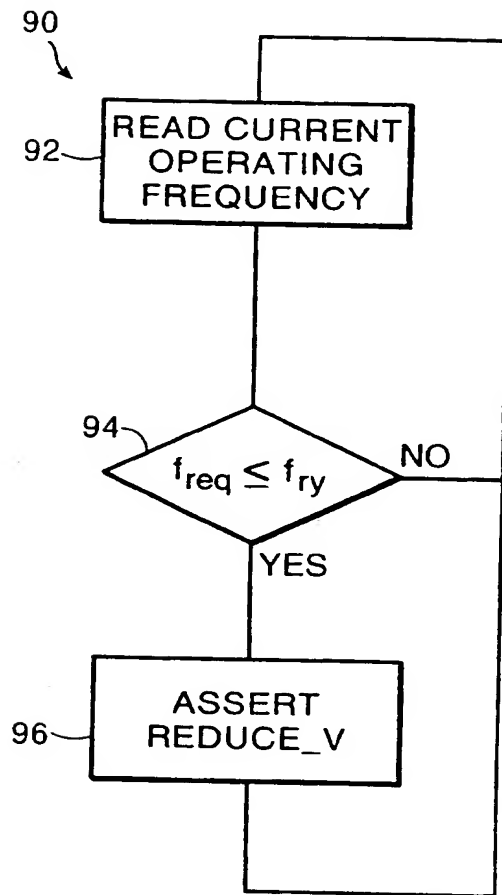 90
92
READ CURRENT
OPERATING
FREQUENCY
94
f_req ≤ f_ry
NO
YES
96
ASSERT
REDUCE_V